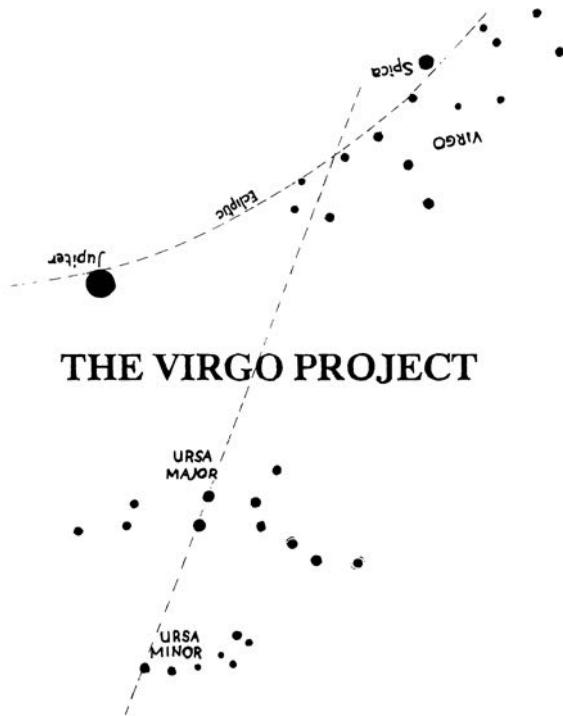 Spica
VIRGO
Ecliptic
Jupiter
THE VIRGO PROJECT
URSA
MAJOR
URSA
MINOR